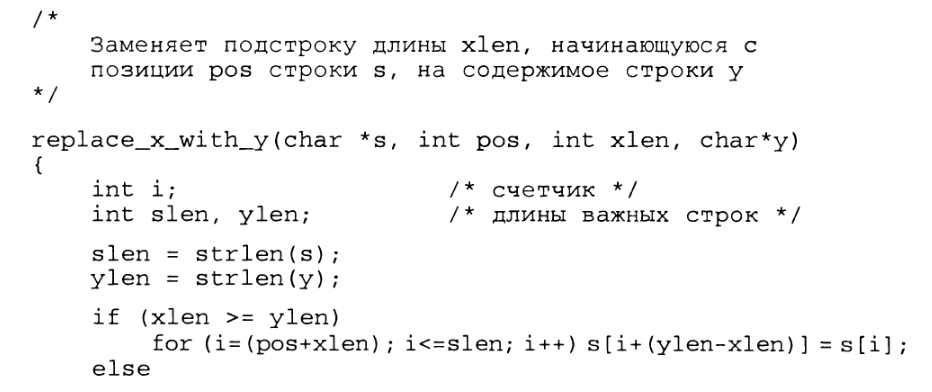 /*
Заменяет подстроку длины xlen, начинающуюся с
позиции pos строки s, на содержимое строки y
*/
replace_x_with_y(char *s, int pos, int xlen, char*y)
{
int i; /* счетчик */
int slen, ylen; /* длины важных строк */
slen = strlen(s);
ylen = strlen(y);
if (xlen >= ylen)
for (i=(pos+xlen); i<=slen; i++) s[i+(ylen-xlen)] = s[i];
else